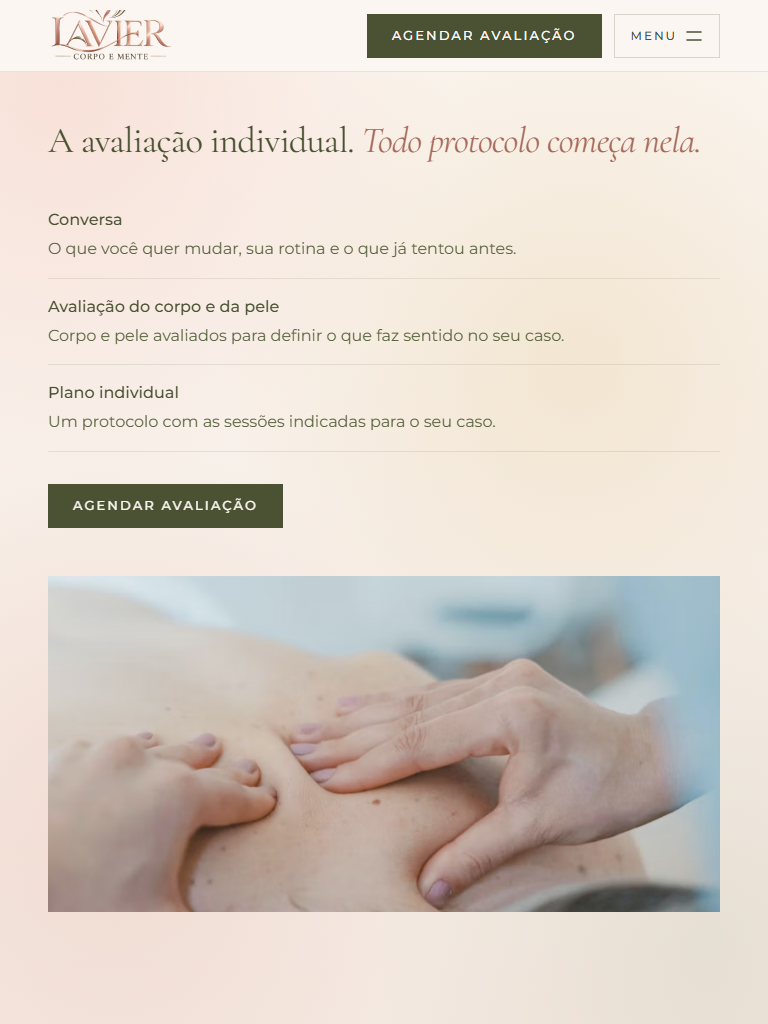 LAVIER
CORPO E MENTE
AGENDAR AVALIAÇÃO
MENU
A avaliação individual. Todo protocolo começa nela.
Conversa
O que você quer mudar, sua rotina e o que já tentou antes.
Avaliação do corpo e da pele
Corpo e pele avaliados para definir o que faz sentido no seu caso.
Plano individual
Um protocolo com as sessões indicadas para o seu caso.
AGENDAR AVALIAÇÃO